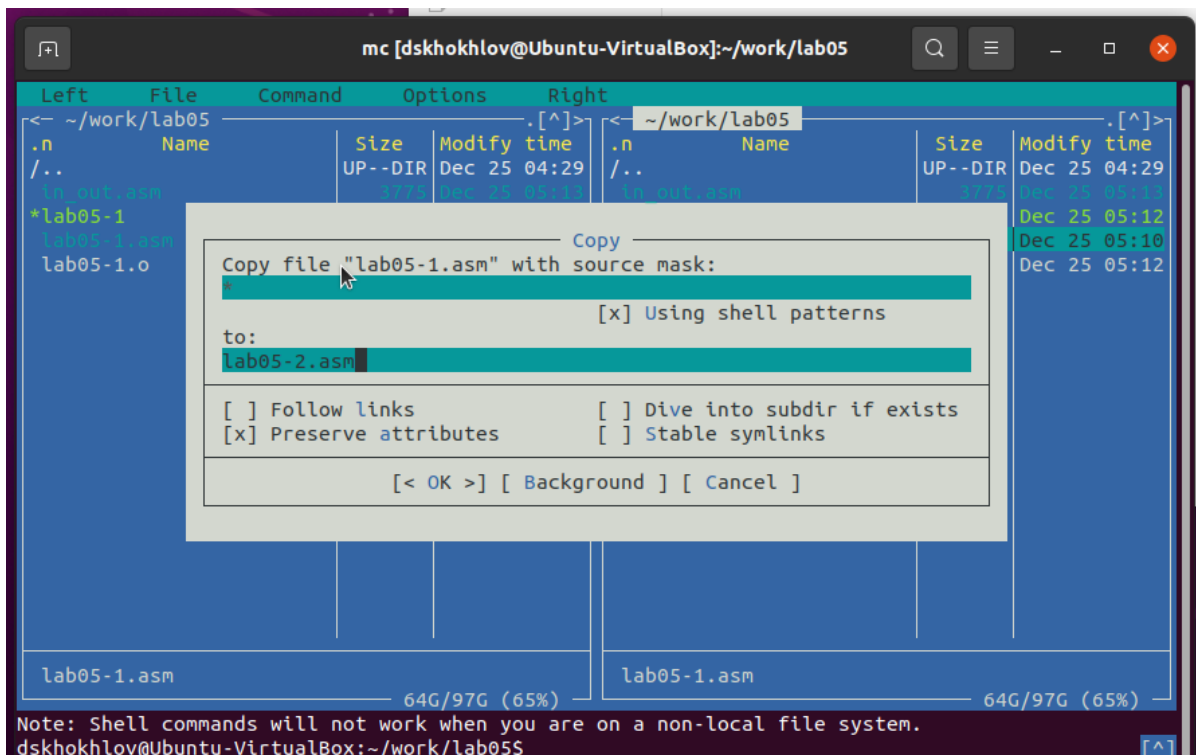 mc [dskhokhlov@Ubuntu-VirtualBox]:~/work/lab05
Left File Command Options Right
<— ~/work/lab05 .[^]> <— ~/work/lab05 .[^]>
.n Name Size Modify time .n Name Size Modify time
/.. UP--DIR Dec 25 04:29 /.. UP--DIR Dec 25 04:29
in_out.asm 3775 Dec 25 05:13 in_out.asm 3775 Dec 25 05:13
*lab05-1 Dec 25 05:12
lab05-1.asm Dec 25 05:10
lab05-1.o Dec 25 05:12
Copy
Copy file "lab05-1.asm" with source mask:
*
[x] Using shell patterns
to:
lab05-2.asm
[ ] Follow links [ ] Dive into subdir if exists
[x] Preserve attributes [ ] Stable symlinks
[< OK >] [ Background ] [ Cancel ]
lab05-1.asm lab05-1.asm
64G/97G (65%) 64G/97G (65%)
Note: Shell commands will not work when you are on a non-local file system.
dskhokhlov@Ubuntu-VirtualBox:~/work/lab05$ [^]